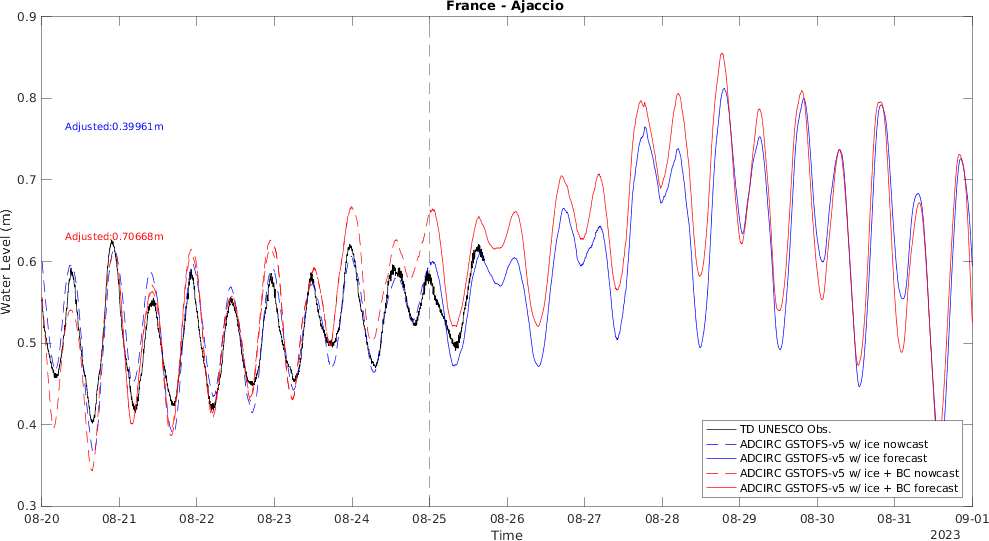 France - Ajaccio
0.9
0.8
0.7
0.6
0.5
0.4
0.3
Water Level (m)
Adjusted:0.39961m
Adjusted:0.70668m
TD UNESCO Obs.
ADCIRC GSTOFS-v5 w/ ice nowcast
ADCIRC GSTOFS-v5 w/ ice forecast
ADCIRC GSTOFS-v5 w/ ice + BC nowcast
ADCIRC GSTOFS-v5 w/ ice + BC forecast
08-20 08-21 08-22 08-23 08-24 08-25 08-26 08-27 08-28 08-29 08-30 08-31 09-01
Time
2023